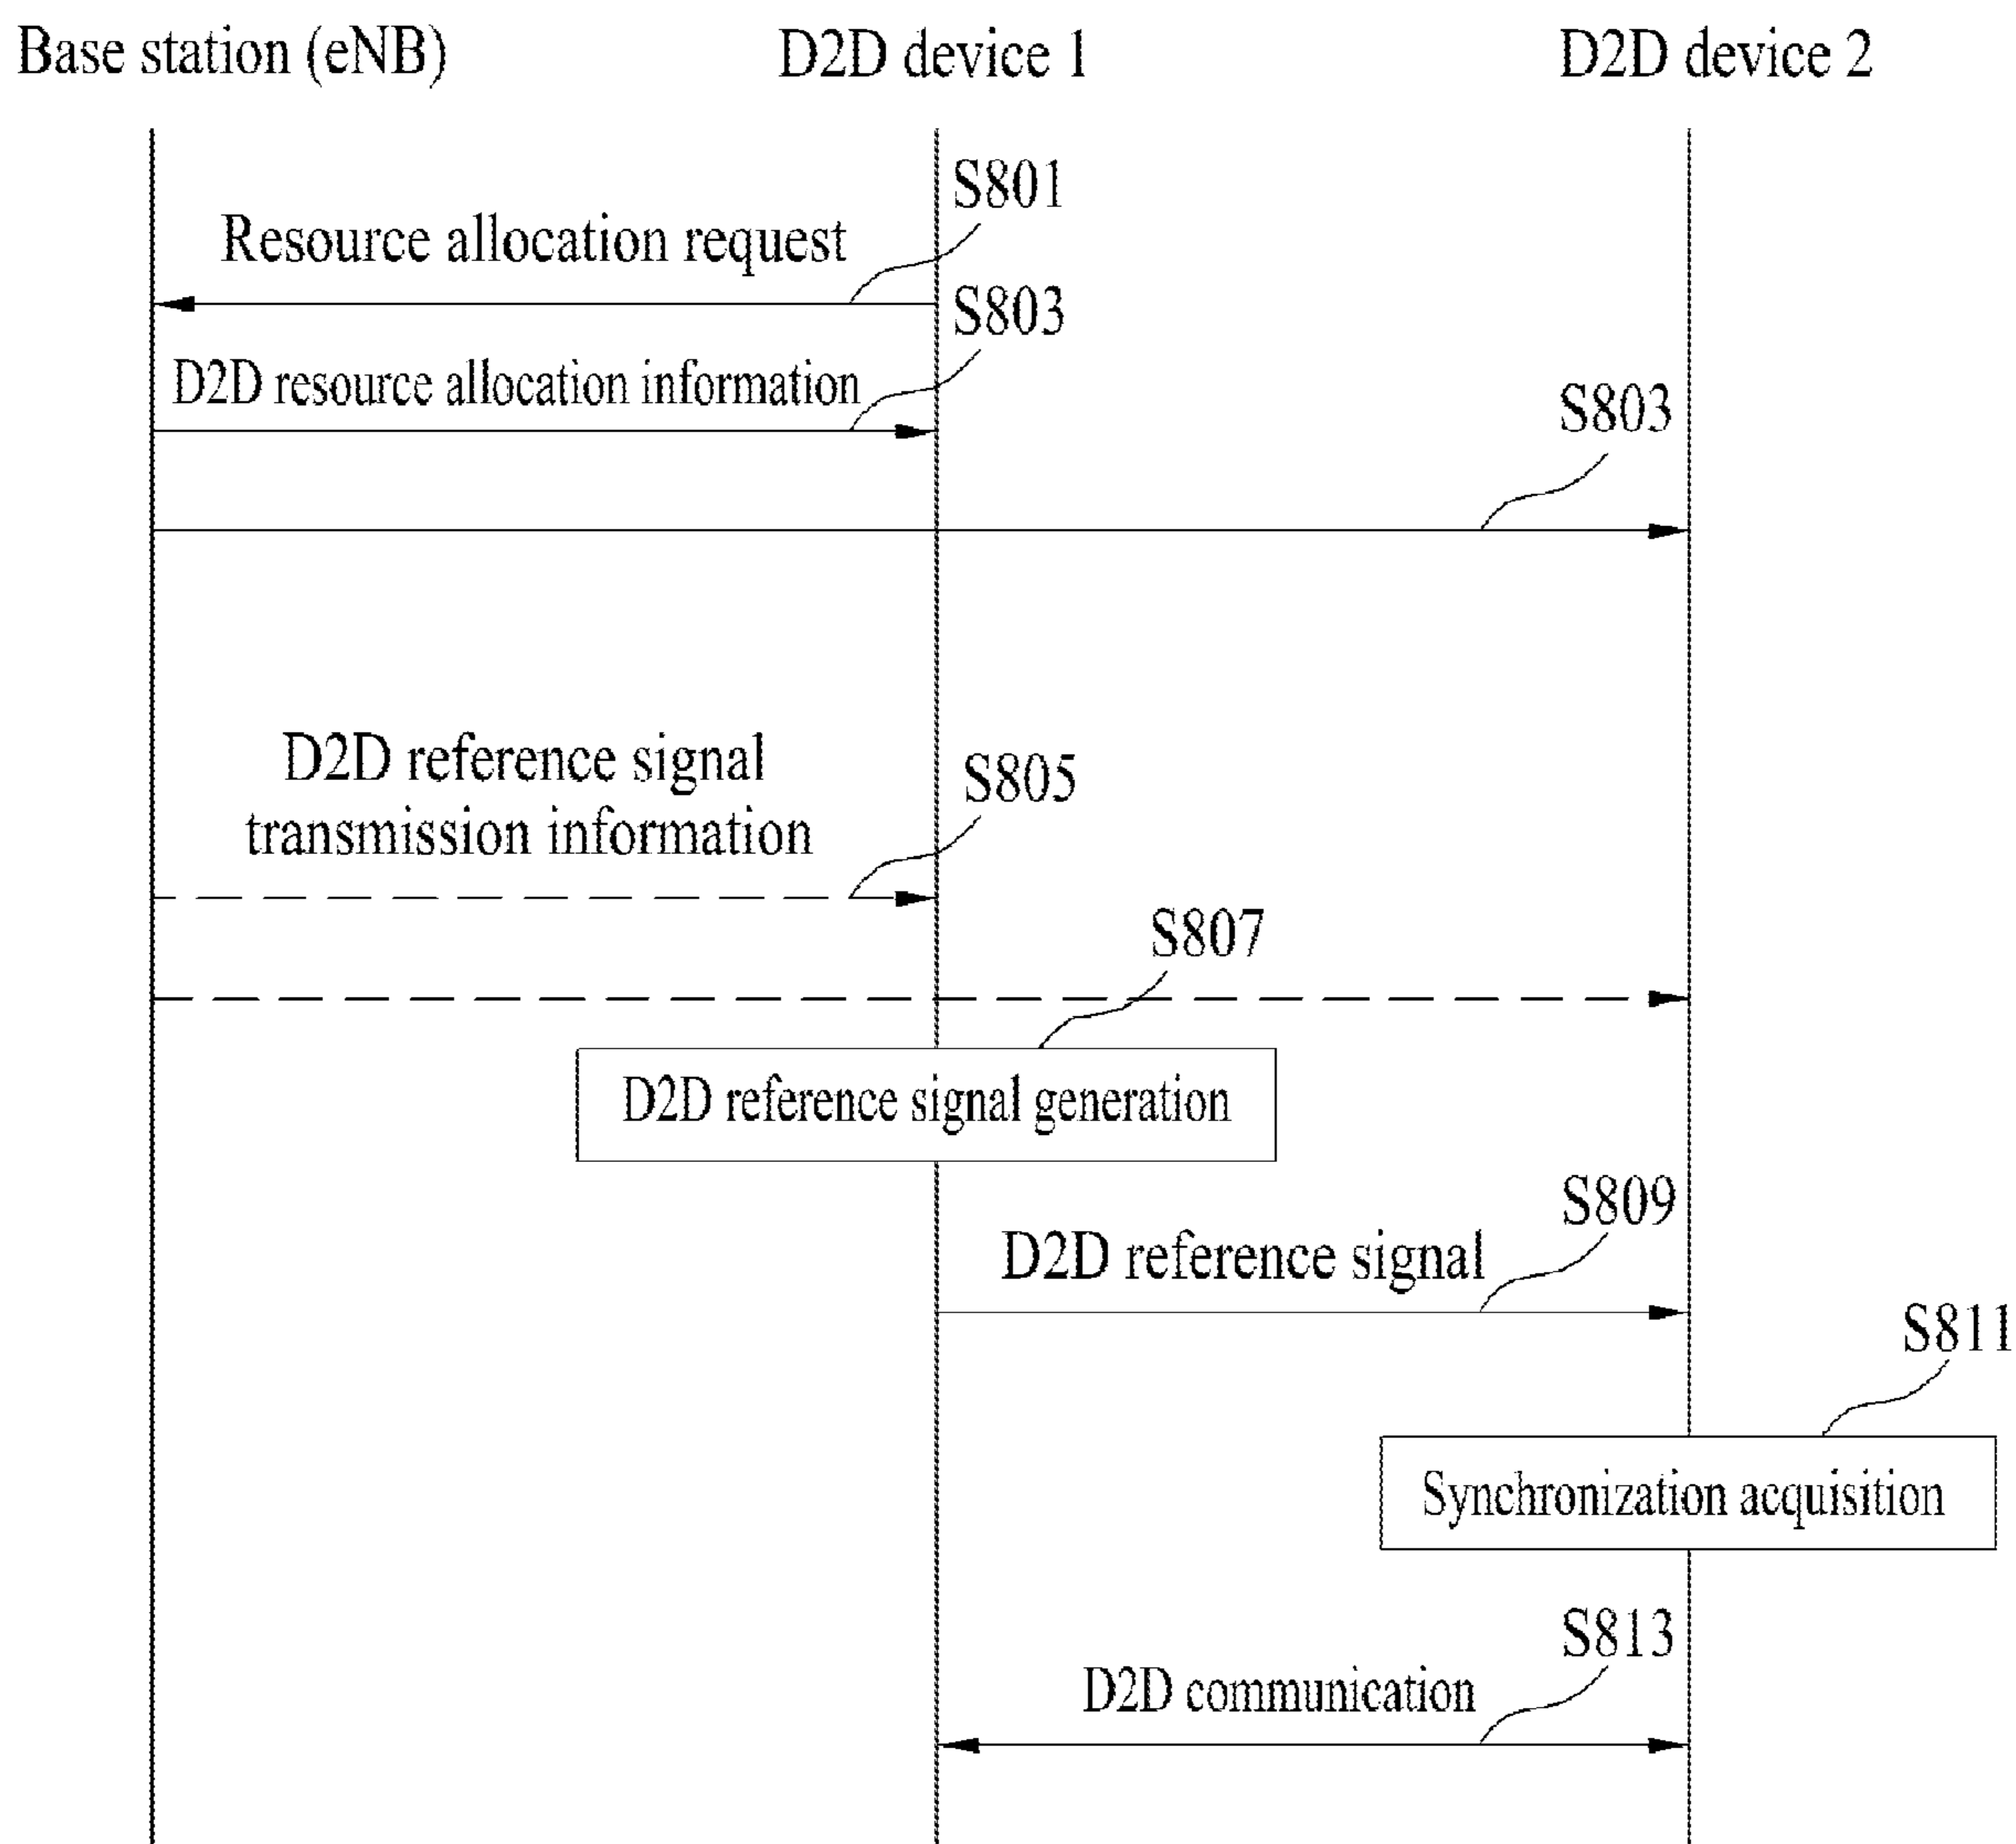 Base station (eNB)
D2D device 1
D2D device 2
S801
Resource allocation request
S803
D2D resource allocation information
S803
D2D reference signal
transmission information
S805
S807
D2D reference signal generation
S809
D2D reference signal
S811
Synchronization acquisition
S813
D2D communication